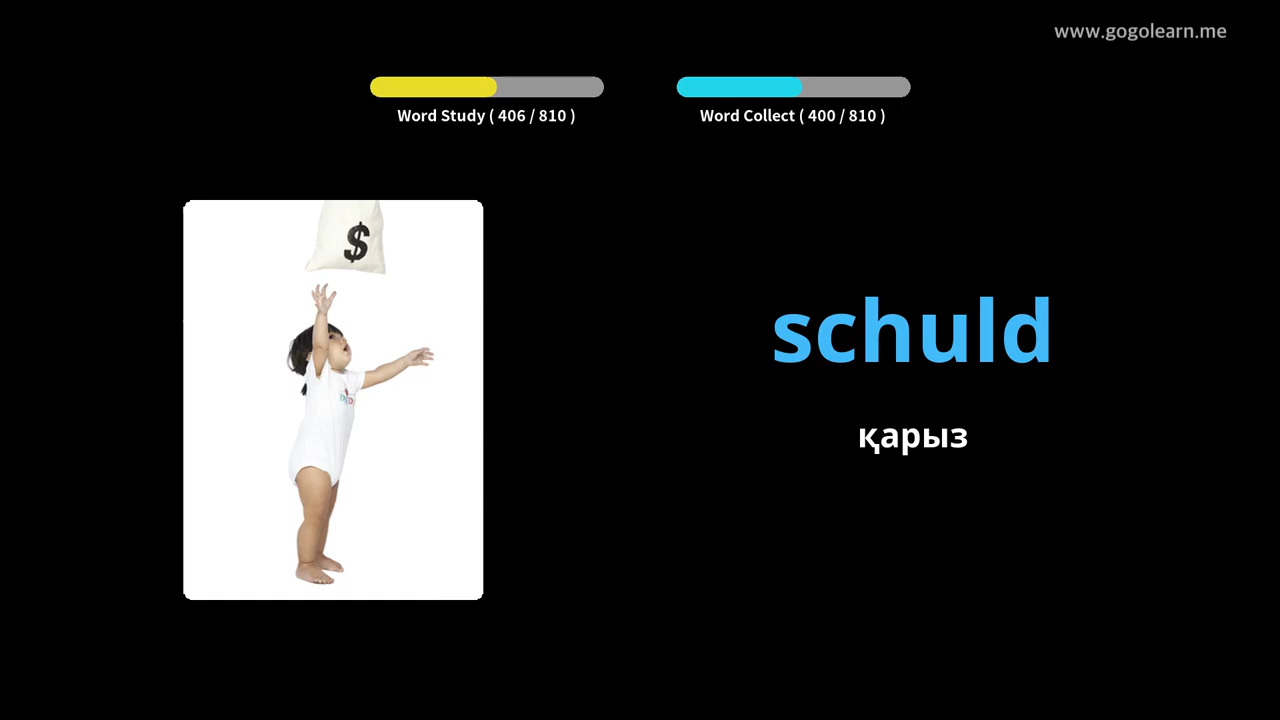 www.gogolearn.me
Word Study ( 406 / 810 )
Word Collect ( 400 / 810 )
$
schuld
қарыз